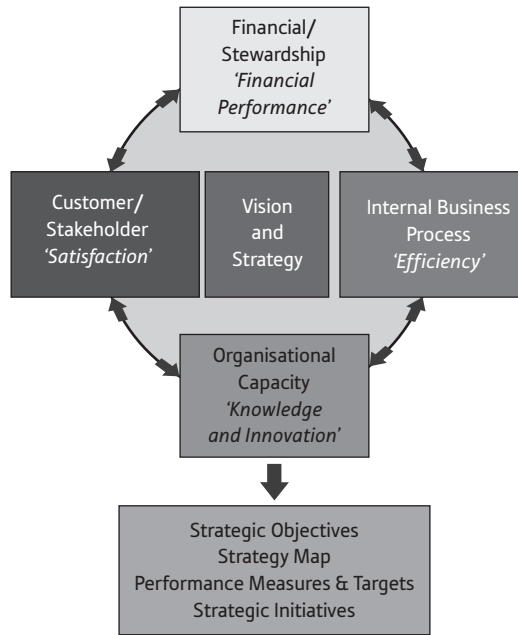 Financial/
Stewardship
‘Financial
Performance’
Customer/
Stakeholder
‘Satisfaction’
Vision
and
Strategy
Internal Business
Process
‘Efficiency’
Organisational
Capacity
‘Knowledge
and Innovation’
Strategic Objectives
Strategy Map
Performance Measures & Targets
Strategic Initiatives